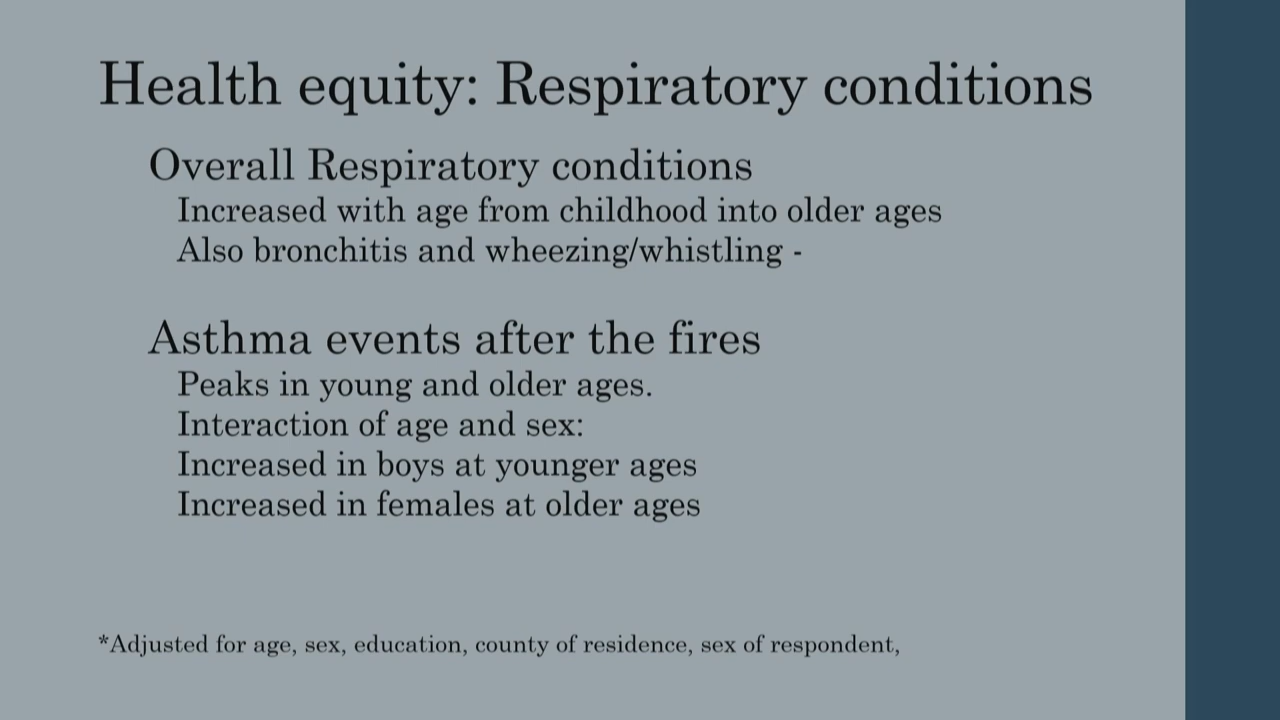 Health equity: Respiratory conditions
Overall Respiratory conditions
Increased with age from childhood into older ages
Also bronchitis and wheezing/whistling -
Asthma events after the fires
Peaks in young and older ages.
Interaction of age and sex:
Increased in boys at younger ages
Increased in females at older ages
*Adjusted for age, sex, education, county of residence, sex of respondent,